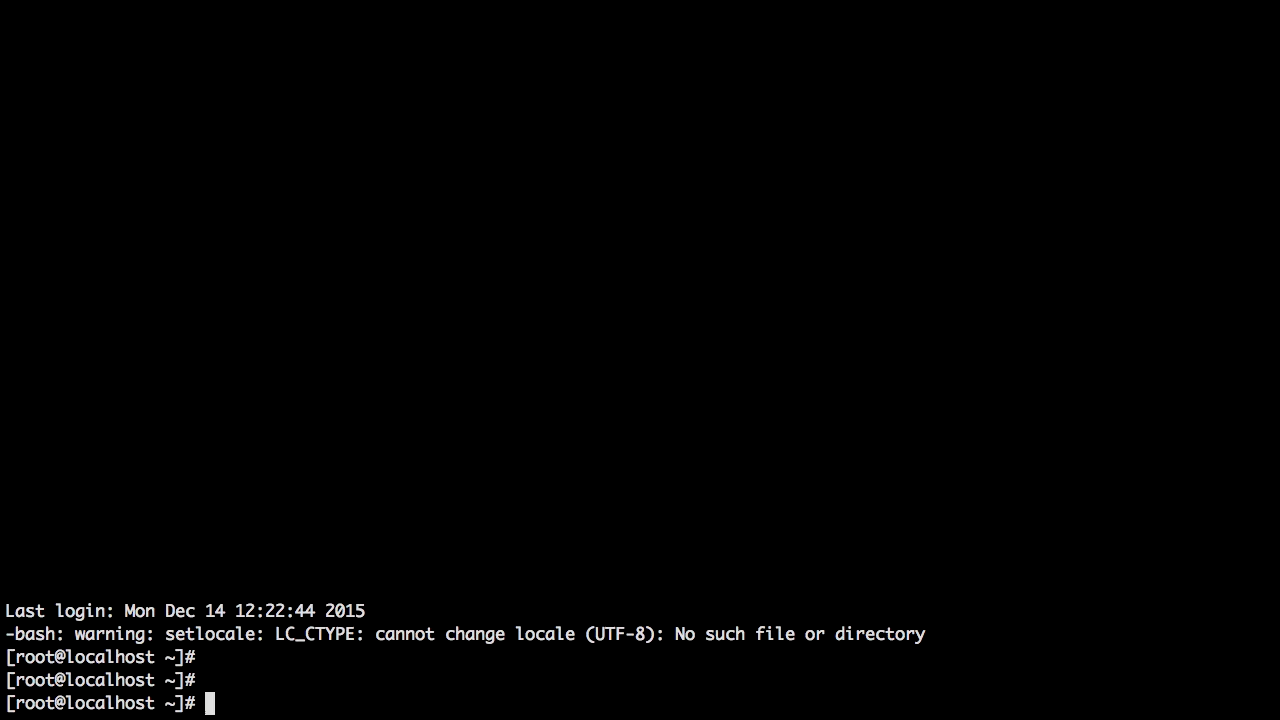 Last login: Mon Dec 14 12:22:44 2015
-bash: warning: setlocale: LC_CTYPE: cannot change locale (UTF-8): No such file or directory
[root@localhost ~]#
[root@localhost ~]#
[root@localhost ~]#